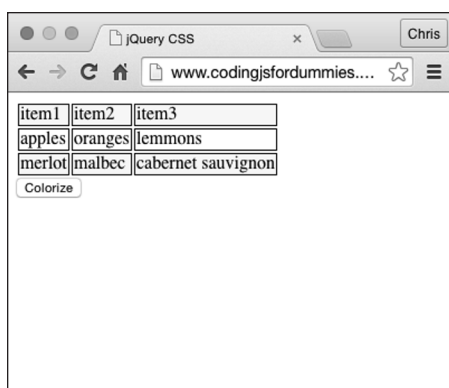 jQuery CSS
Chris
www.codingjsfordummies....
item1 item2 item3
apples oranges lemmons
merlot malbec cabernet sauvignon
Colorize